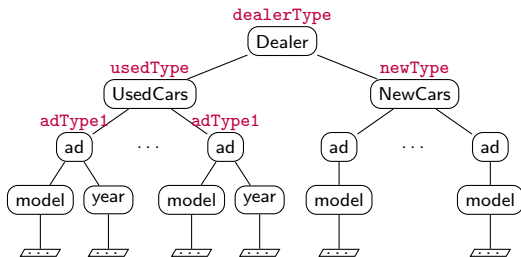 dealerType
Dealer
usedType newType
UsedCars NewCars
adType1 adType1
ad ... ad ad ... ad
model year model year model model
... ... ... ... ... ...